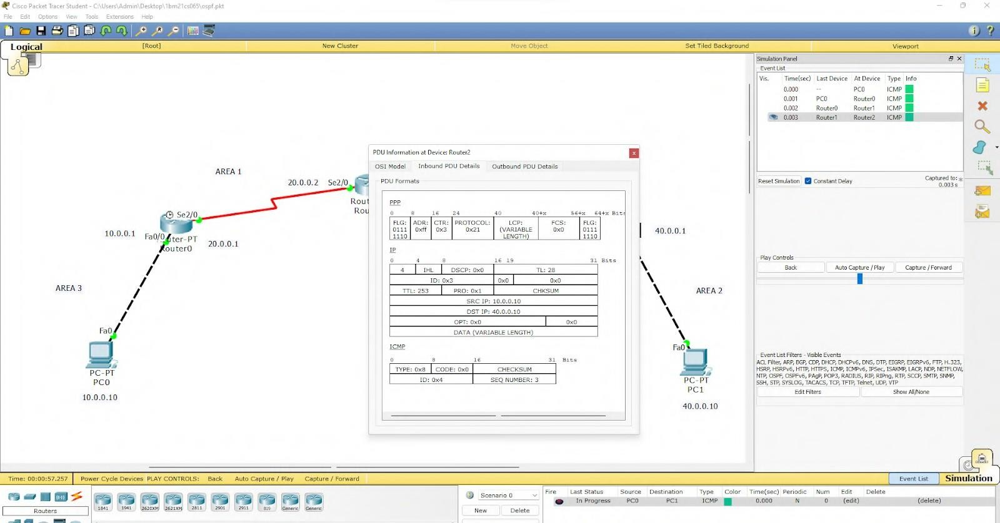 Cisco Packet Tracer Student - C:\Users\Admin\Desktop\1bm21cs065\ospf.pkt
File Edit Options View Tools Extensions Help
Logical [Root] New Cluster Move Object Set Tiled Background Viewport
AREA 1
20.0.0.2 Se2/0
Se2/0
10.0.0.1 Fa0/0
Router0
20.0.0.1
AREA 3
Fa0
PC-PT
PC0
10.0.0.10
40.0.0.1
AREA 2
Fa0
PC-PT
PC1
40.0.0.10
PDU Information at Device: Router2
OSI Model Inbound PDU Details Outbound PDU Details
PDU Formats
PPP
0 8 16 24 40 40+x 56+x 64+x Bits
FLG: 0111 1110 ADR: 0xff CTR: 0x3 PROTOCOL: 0x21 LCP: (VARIABLE LENGTH) FCS: 0x0 FLG: 0111 1110
IP
0 4 8 16 19 31 Bits
4 IHL DSCP: 0x0 TL: 28
ID: 0x3 0x0 0x0
TTL: 253 PRO: 0x1 CHKSUM
SRC IP: 10.0.0.10
DST IP: 40.0.0.10
OPT: 0x0 0x0
DATA (VARIABLE LENGTH)
ICMP
0 8 16 31 Bits
TYPE: 0x8 CODE: 0x0 CHECKSUM
ID: 0x4 SEQ NUMBER: 3
Simulation Panel
Event List
Vis. Time(sec) Last Device At Device Type Info
0.000 -- PC0 ICMP
0.001 PC0 Router0 ICMP
0.002 Router0 Router1 ICMP
0.003 Router1 Router2 ICMP
Reset Simulation Constant Delay Captured to: *
0.003 s
Play Controls
Back Auto Capture / Play Capture / Forward
Event List Filters - Visible Events
ACL Filter, ARP, BGP, CDP, DHCP, DHCPv6, DNS, DTP, EIGRP, EIGRPv6, FTP, H.323,
HSRP, HSRPv6, HTTP, HTTPS, ICMP, ICMPv6, IPSec, ISAKMP, LACP, NDP, NETFLOW,
NTP, OSPF, OSPFv6, PAgP, POP3, RADIUS, RIP, RIPng, RTP, SCCP, SMTP, SNMP,
SSH, STP, SYSLOG, TACACS, TCP, TFTP, Telnet, UDP, VTP
Edit Filters Show All/None
Time: 00:00:57.257 Power Cycle Devices PLAY CONTROLS: Back Auto Capture / Play Capture / Forward Event List Simulation
Routers
1841 1941 2620XM 2621XM 2811 2901 2911 819 Generic Generic
Scenario 0
New Delete
Fire Last Status Source Destination Type Color Time(sec) Periodic Num Edit Delete
In Progress PC0 PC1 ICMP 0.000 N 0 (edit) (delete)